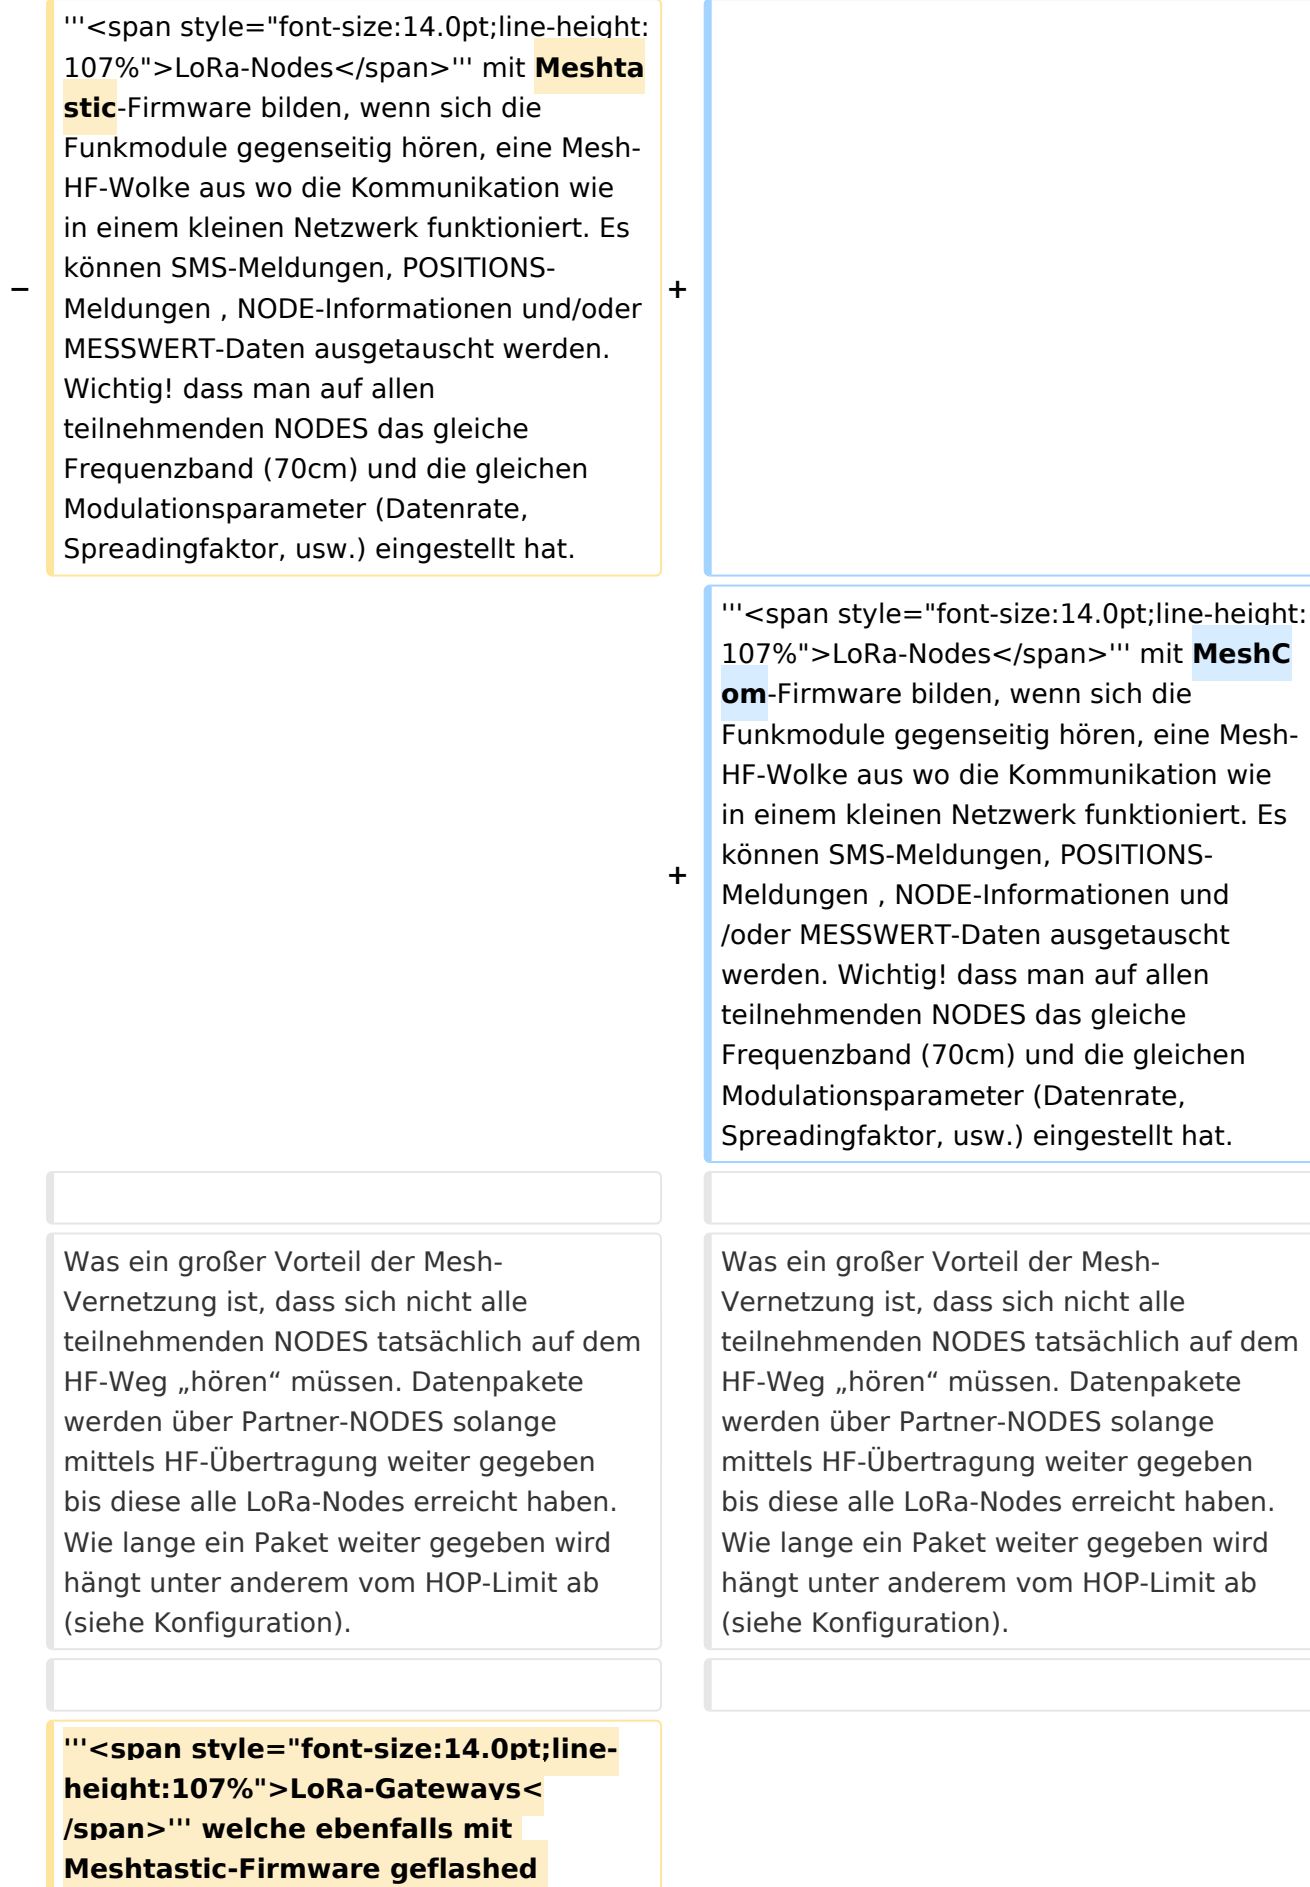 '''<span style="font-size:14.0pt;line-height:
107%">LoRa-Nodes</span>''' mit Meshta
stic-Firmware bilden, wenn sich die
Funkmodule gegenseitig hören, eine Mesh-
HF-Wolke aus wo die Kommunikation wie
in einem kleinen Netzwerk funktioniert. Es
können SMS-Meldungen, POSITIONS-
− Meldungen , NODE-Informationen und/oder +
MESSWERT-Daten ausgetauscht werden.
Wichtig! dass man auf allen
teilnehmenden NODES das gleiche
Frequenzband (70cm) und die gleichen
Modulationsparameter (Datenrate,
Spreadingfaktor, usw.) eingestellt hat.
'''<span style="font-size:14.0pt;line-height:
107%">LoRa-Nodes</span>''' mit MeshC
om-Firmware bilden, wenn sich die
Funkmodule gegenseitig hören, eine Mesh-
HF-Wolke aus wo die Kommunikation wie
in einem kleinen Netzwerk funktioniert. Es
können SMS-Meldungen, POSITIONS-
+ Meldungen , NODE-Informationen und
/oder MESSWERT-Daten ausgetauscht
werden. Wichtig! dass man auf allen
teilnehmenden NODES das gleiche
Frequenzband (70cm) und die gleichen
Modulationsparameter (Datenrate,
Spreadingfaktor, usw.) eingestellt hat.
Was ein großer Vorteil der Mesh-
Vernetzung ist, dass sich nicht alle
teilnehmenden NODES tatsächlich auf dem
HF-Weg „hören“ müssen. Datenpakete
werden über Partner-NODES solange
mittels HF-Übertragung weiter gegeben
bis diese alle LoRa-Nodes erreicht haben.
Wie lange ein Paket weiter gegeben wird
hängt unter anderem vom HOP-Limit ab
(siehe Konfiguration).
Was ein großer Vorteil der Mesh-
Vernetzung ist, dass sich nicht alle
teilnehmenden NODES tatsächlich auf dem
HF-Weg „hören“ müssen. Datenpakete
werden über Partner-NODES solange
mittels HF-Übertragung weiter gegeben
bis diese alle LoRa-Nodes erreicht haben.
Wie lange ein Paket weiter gegeben wird
hängt unter anderem vom HOP-Limit ab
(siehe Konfiguration).
'''<span style="font-size:14.0pt;line-
height:107%">LoRa-Gateways<
/span>''' welche ebenfalls mit
Meshtastic-Firmware geflashed